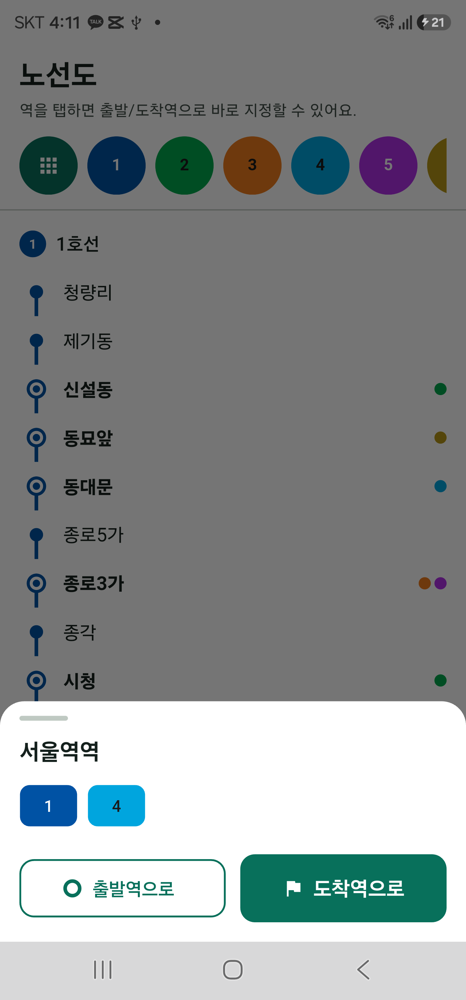 SKT 4:11 TALK 6 21
노선도
역을 탭하면 출발/도착역으로 바로 지정할 수 있어요.
1 2 3 4 5
1 1호선
청량리
제기동
신설동
동묘앞
동대문
종로5가
종로3가
종각
시청
서울역역
1 4
출발역으로 도착역으로